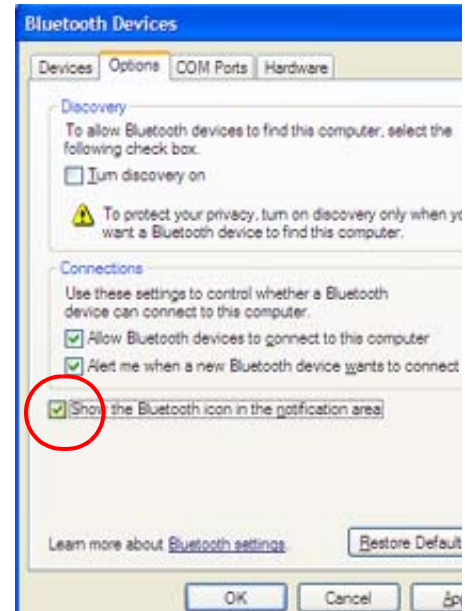 Bluetooth Devices
Devices Options COM Ports Hardware
Discovery
To allow Bluetooth devices to find this computer, select the
following check box.
Turn discovery on
To protect your privacy, turn on discovery only when yo
want a Bluetooth device to find this computer.
Connections
Use these settings to control whether a Bluetooth
device can connect to this computer.
Allow Bluetooth devices to connect to this computer
Alert me when a new Bluetooth device wants to connect
Show the Bluetooth icon in the notification area
Learn more about Bluetooth settings. Restore Default
OK Cancel App